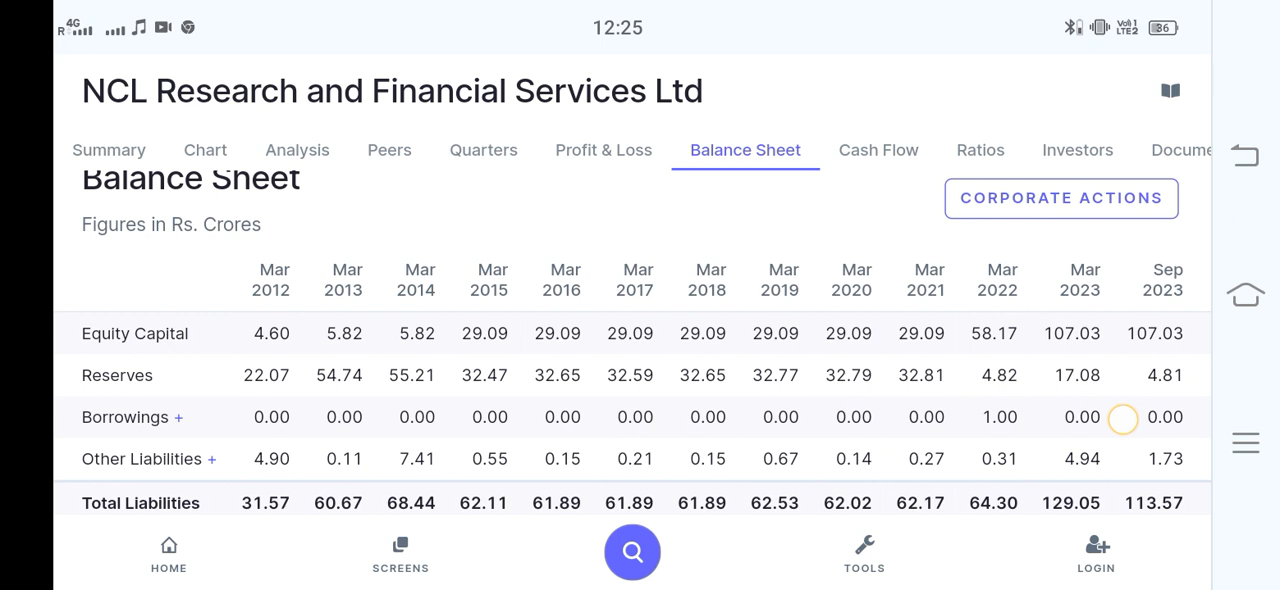 R 4G 12:25 Vo) 1 LTE2 36
NCL Research and Financial Services Ltd
Summary Chart Analysis Peers Quarters Profit & Loss Balance Sheet Cash Flow Ratios Investors Docume
Balance Sheet
CORPORATE ACTIONS
Figures in Rs. Crores
Mar 2012 Mar 2013 Mar 2014 Mar 2015 Mar 2016 Mar 2017 Mar 2018 Mar 2019 Mar 2020 Mar 2021 Mar 2022 Mar 2023 Sep 2023
Equity Capital 4.60 5.82 5.82 29.09 29.09 29.09 29.09 29.09 29.09 29.09 58.17 107.03 107.03
Reserves 22.07 54.74 55.21 32.47 32.65 32.59 32.65 32.77 32.79 32.81 4.82 17.08 4.81
Borrowings + 0.00 0.00 0.00 0.00 0.00 0.00 0.00 0.00 0.00 0.00 1.00 0.00 0.00
Other Liabilities + 4.90 0.11 7.41 0.55 0.15 0.21 0.15 0.67 0.14 0.27 0.31 4.94 1.73
Total Liabilities 31.57 60.67 68.44 62.11 61.89 61.89 61.89 62.53 62.02 62.17 64.30 129.05 113.57
HOME SCREENS TOOLS LOGIN